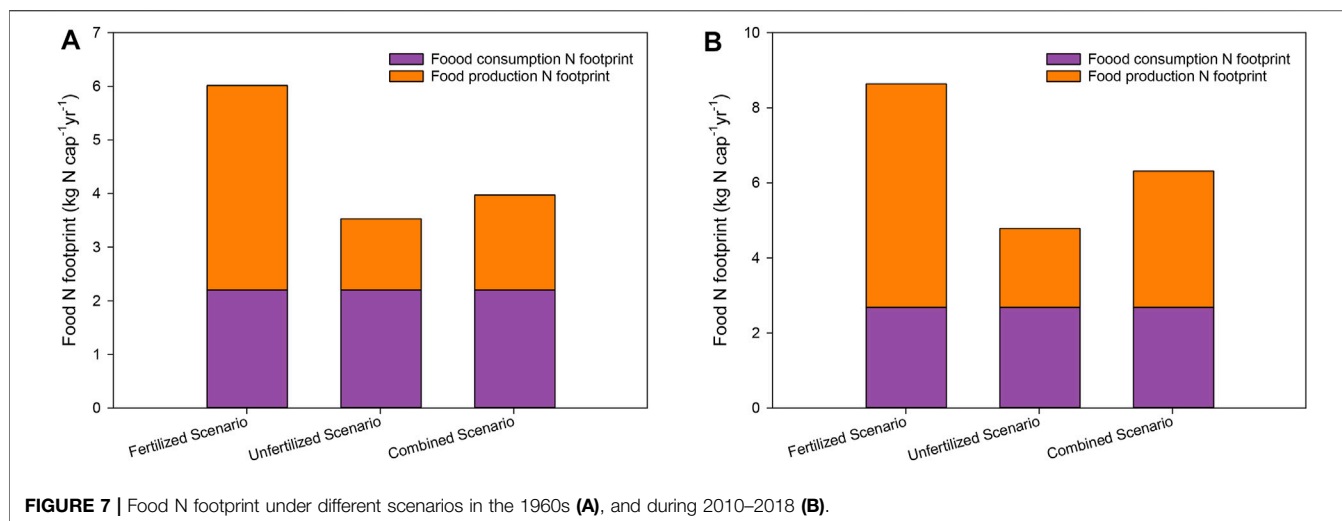 A
Food N footprint (kg N cap⁻¹yr⁻¹)
7
6
5
4
3
2
1
0
Foood consumption N footprint
Food production N footprint
Fertilized Scenario
Unfertilized Scenario
Combined Scenario
B
Food N footprint (kg N cap⁻¹yr⁻¹)
10
8
6
4
2
0
Foood consumption N footprint
Food production N footprint
Fertilized Scenario
Unfertilized Scenario
Combined Scenario
FIGURE 7 | Food N footprint under different scenarios in the 1960s (A), and during 2010–2018 (B).